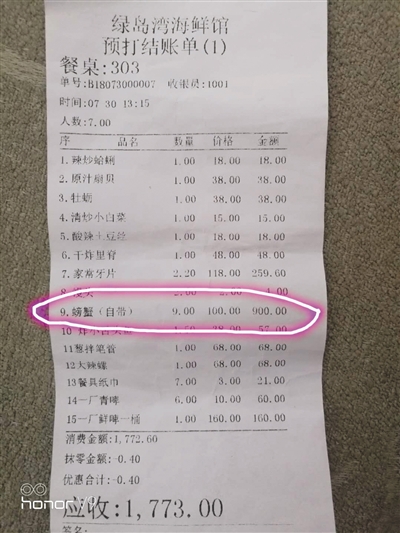 绿岛湾海鲜馆
预打结账单(1)
餐桌:303
单号:B18073000007 收银员:1001
时间:07 30 13:15
人数:7.00
序 品名 数量 价格 金额
1.辣炒蛤蜊 1.00 18.00 18.00
2.原汁扇贝 1.00 38.00 38.00
3.牡蛎 1.00 38.00 38.00
4.清炒小白菜 1.00 15.00 15.00
5.酸辣土豆丝 1.00 18.00 18.00
6.干炸里脊 1.00 48.00 48.00
7.家常牙片 2.20 118.00 259.60
9.螃蟹(自带) 9.00 100.00 900.00
10 38.00 57.00
11葱拌笔管 1.00 68.00 68.00
12大辣螺 1.00 68.00 68.00
13餐具纸巾 7.00 3.00 21.00
14一厂青啤 6.00 10.00 60.00
15一厂鲜啤一桶 1.00 160.00 160.00
消费金额:1,772.60
抹零金额:-0.40
优惠合计:-0.40
应收:1,773.00
签名:
honor